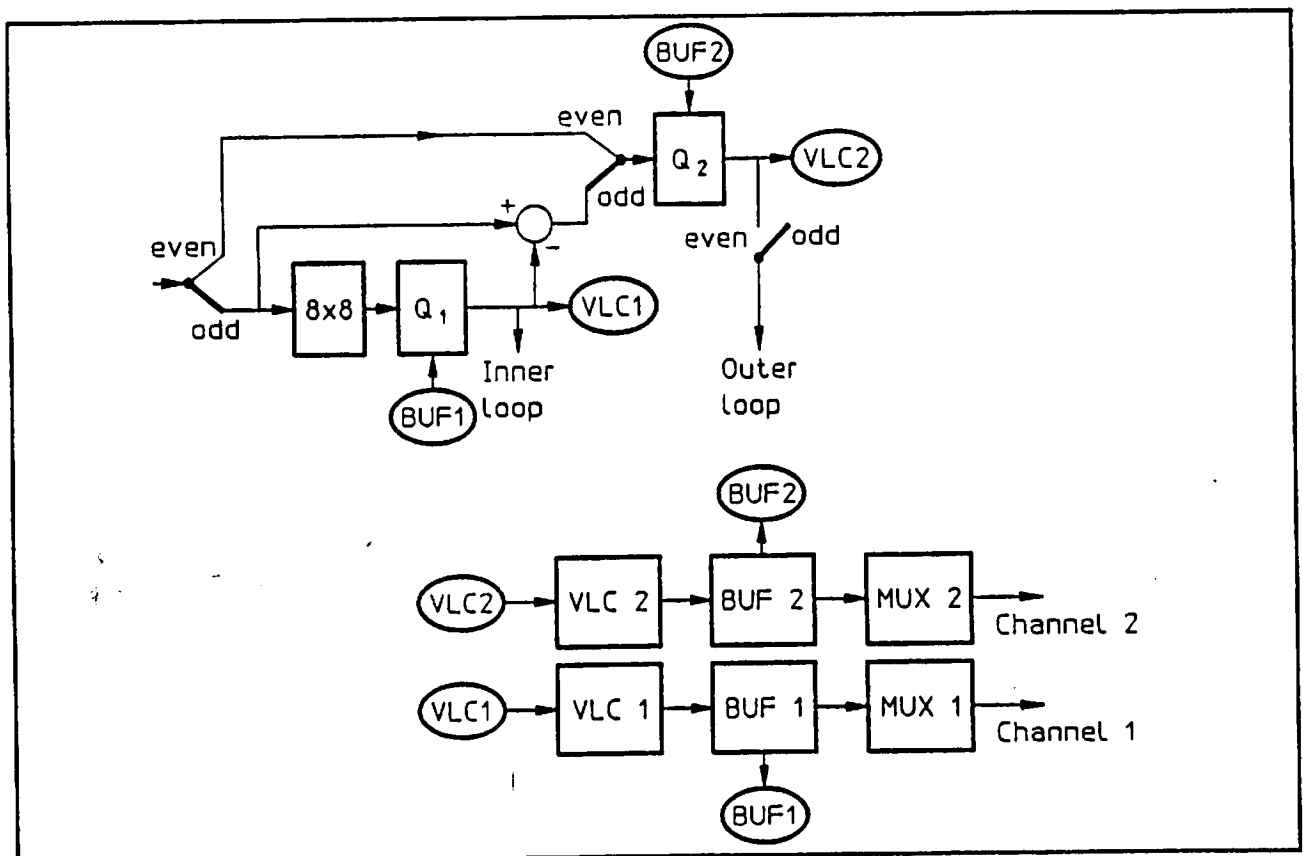 BUF2
even
Q2
VLC2
odd
+
-
even
odd
even
odd
8x8
Q1
VLC1
Inner
loop
Outer
loop
BUF1
BUF2
VLC2
VLC 2
BUF 2
MUX 2
Channel 2
VLC1
VLC 1
BUF 1
MUX 1
Channel 1
BUF1